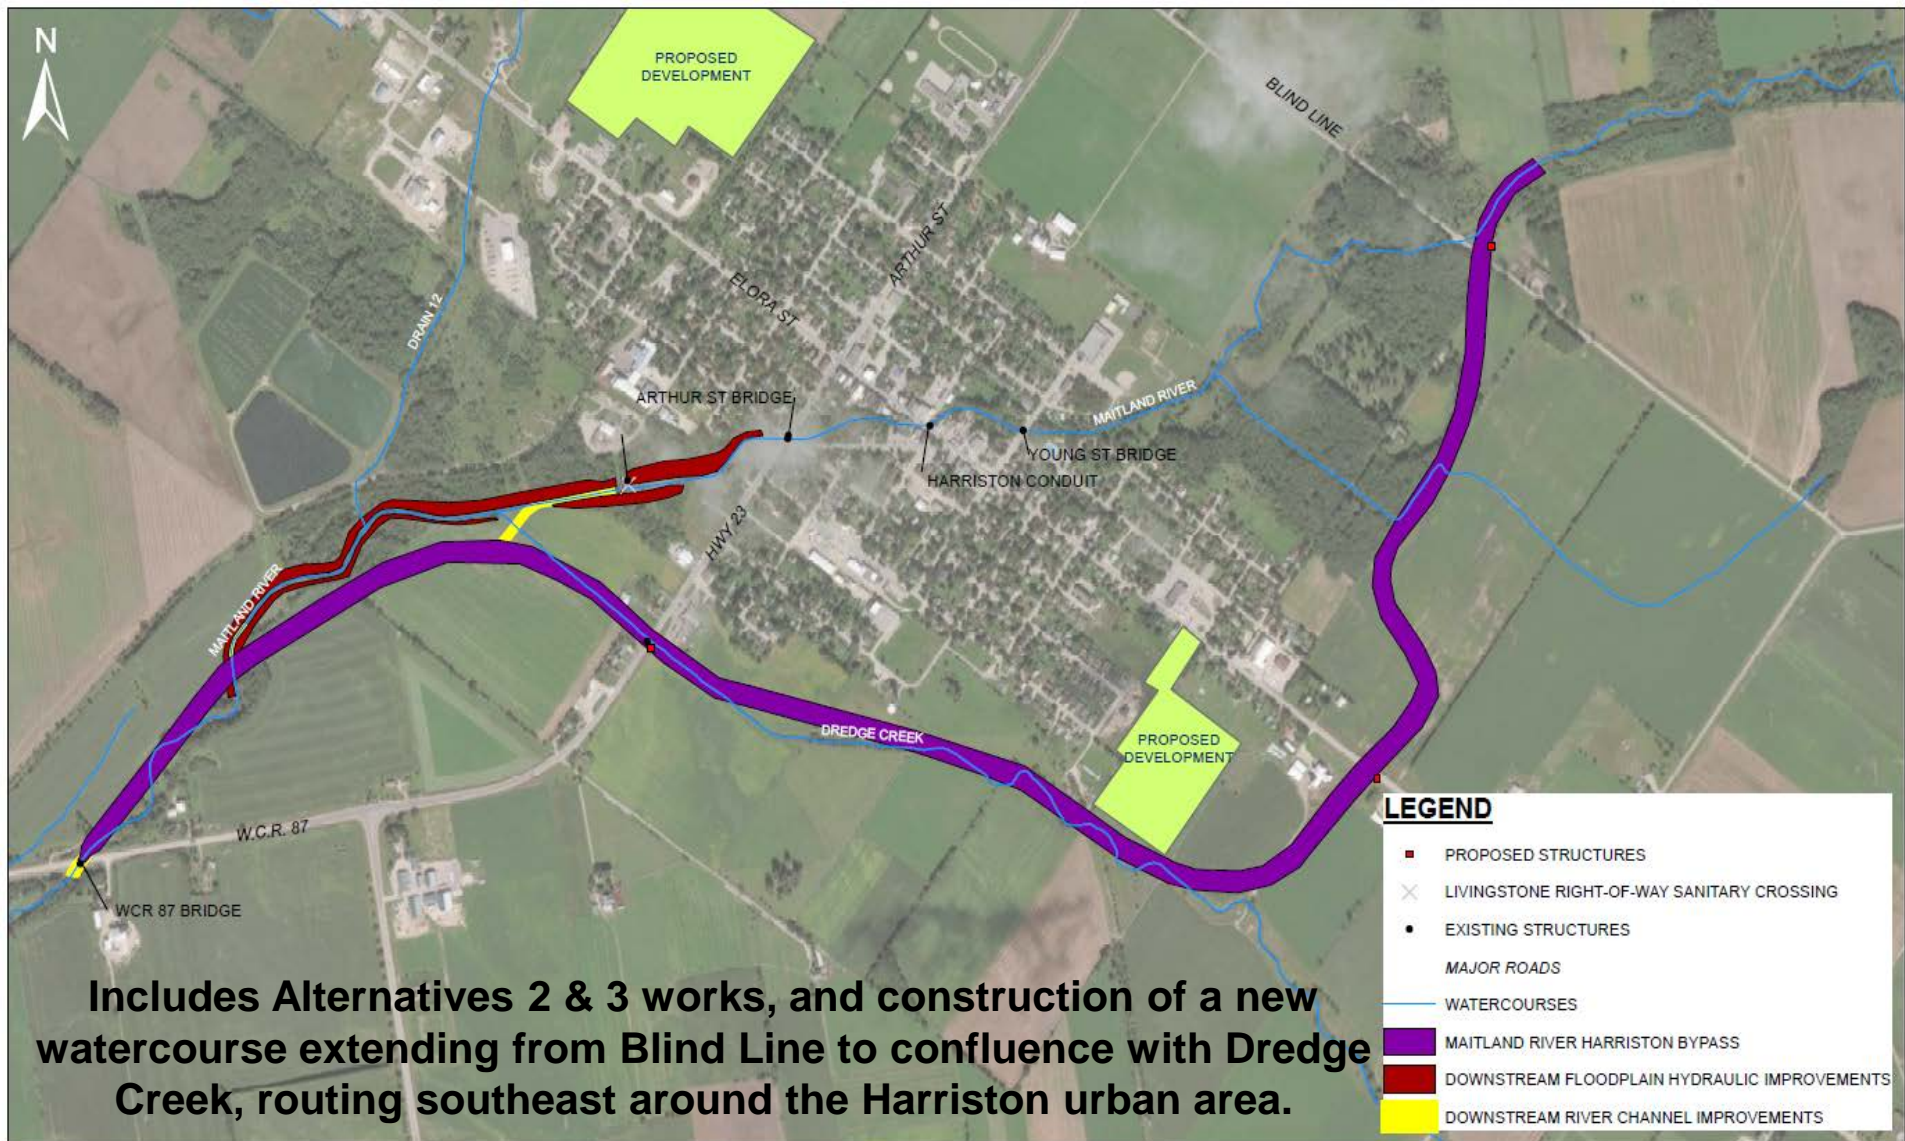 N
PROPOSED
DEVELOPMENT
BLIND LINE
ARTHUR ST
ELORA ST
DRAIN 12
ARTHUR ST BRIDGE
MAITLAND RIVER
YOUNG ST BRIDGE
HARRISTON CONDUIT
HWY 23
MAITLAND RIVER
DREDGE CREEK
PROPOSED
DEVELOPMENT
W.C.R. 87
WCR 87 BRIDGE
LEGEND
PROPOSED STRUCTURES
LIVINGSTONE RIGHT-OF-WAY SANITARY CROSSING
EXISTING STRUCTURES
MAJOR ROADS
WATERCOURSES
MAITLAND RIVER HARRISTON BYPASS
DOWNSTREAM FLOODPLAIN HYDRAULIC IMPROVEMENTS
DOWNSTREAM RIVER CHANNEL IMPROVEMENTS
Includes Alternatives 2 & 3 works, and construction of a new
watercourse extending from Blind Line to confluence with Dredge
Creek, routing southeast around the Harriston urban area.